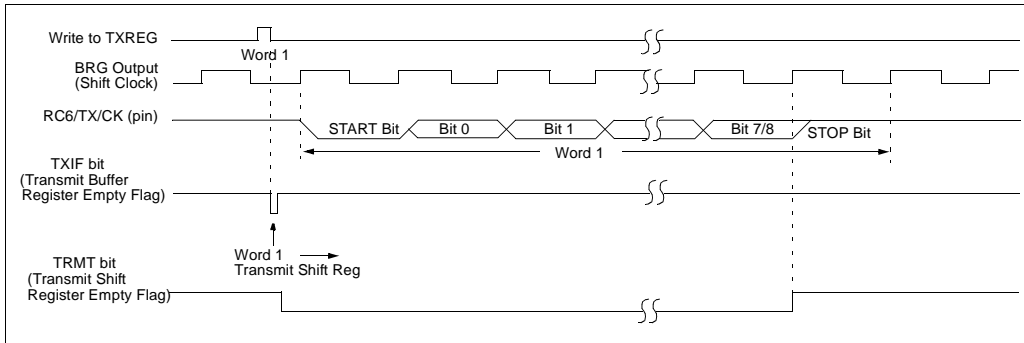 Write to TXREG
Word 1
BRG Output
(Shift Clock)
RC6/TX/CK (pin)
START Bit
Bit 0
Bit 1
Bit 7/8
STOP Bit
Word 1
TXIF bit
(Transmit Buffer
Register Empty Flag)
Word 1
Transmit Shift Reg
TRMT bit
(Transmit Shift
Register Empty Flag)